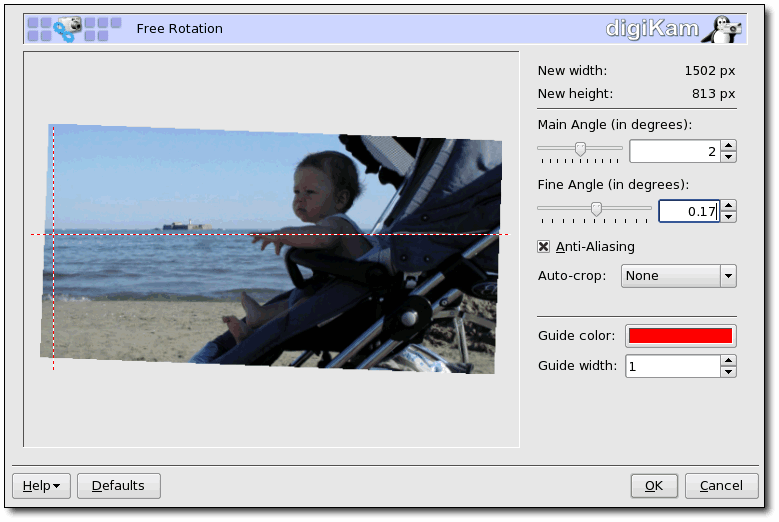 Free Rotation
digiKam
New width: 1502 px
New height: 813 px
Main Angle (in degrees):
2
Fine Angle (in degrees):
0.17
Anti-Aliasing
Auto-crop: None
Guide color:
Guide width: 1
Help Defaults OK Cancel